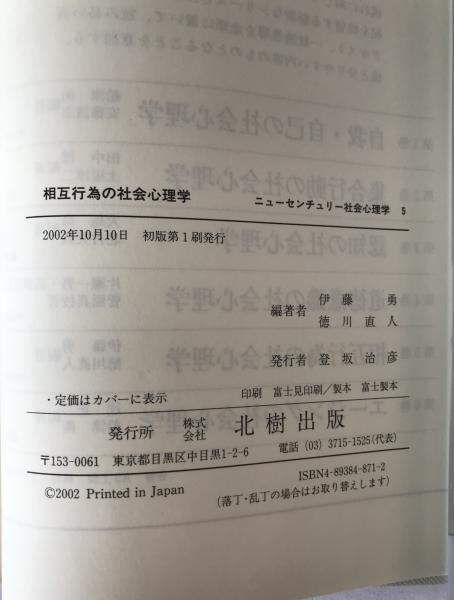 相互行為の社会心理学
ニューセンチュリー社会心理学 5
2002年10月10日 初版第1刷発行
編著者 伊藤 勇
徳川直人
発行者 登坂治彦
・定価はカバーに表示
印刷 富士見印刷/製本 富士製本
発行所 株式会社 北樹出版
〒153-0061 東京都目黒区中目黒1-2-6
電話(03)3715-1525(代表)
©2002 Printed in Japan
ISBN4-89384-871-2
(落丁・乱丁の場合はお取り替えします)